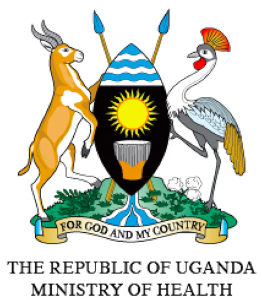 FOR GOD AND MY COUNTRY
THE REPUBLIC OF UGANDA
MINISTRY OF HEALTH